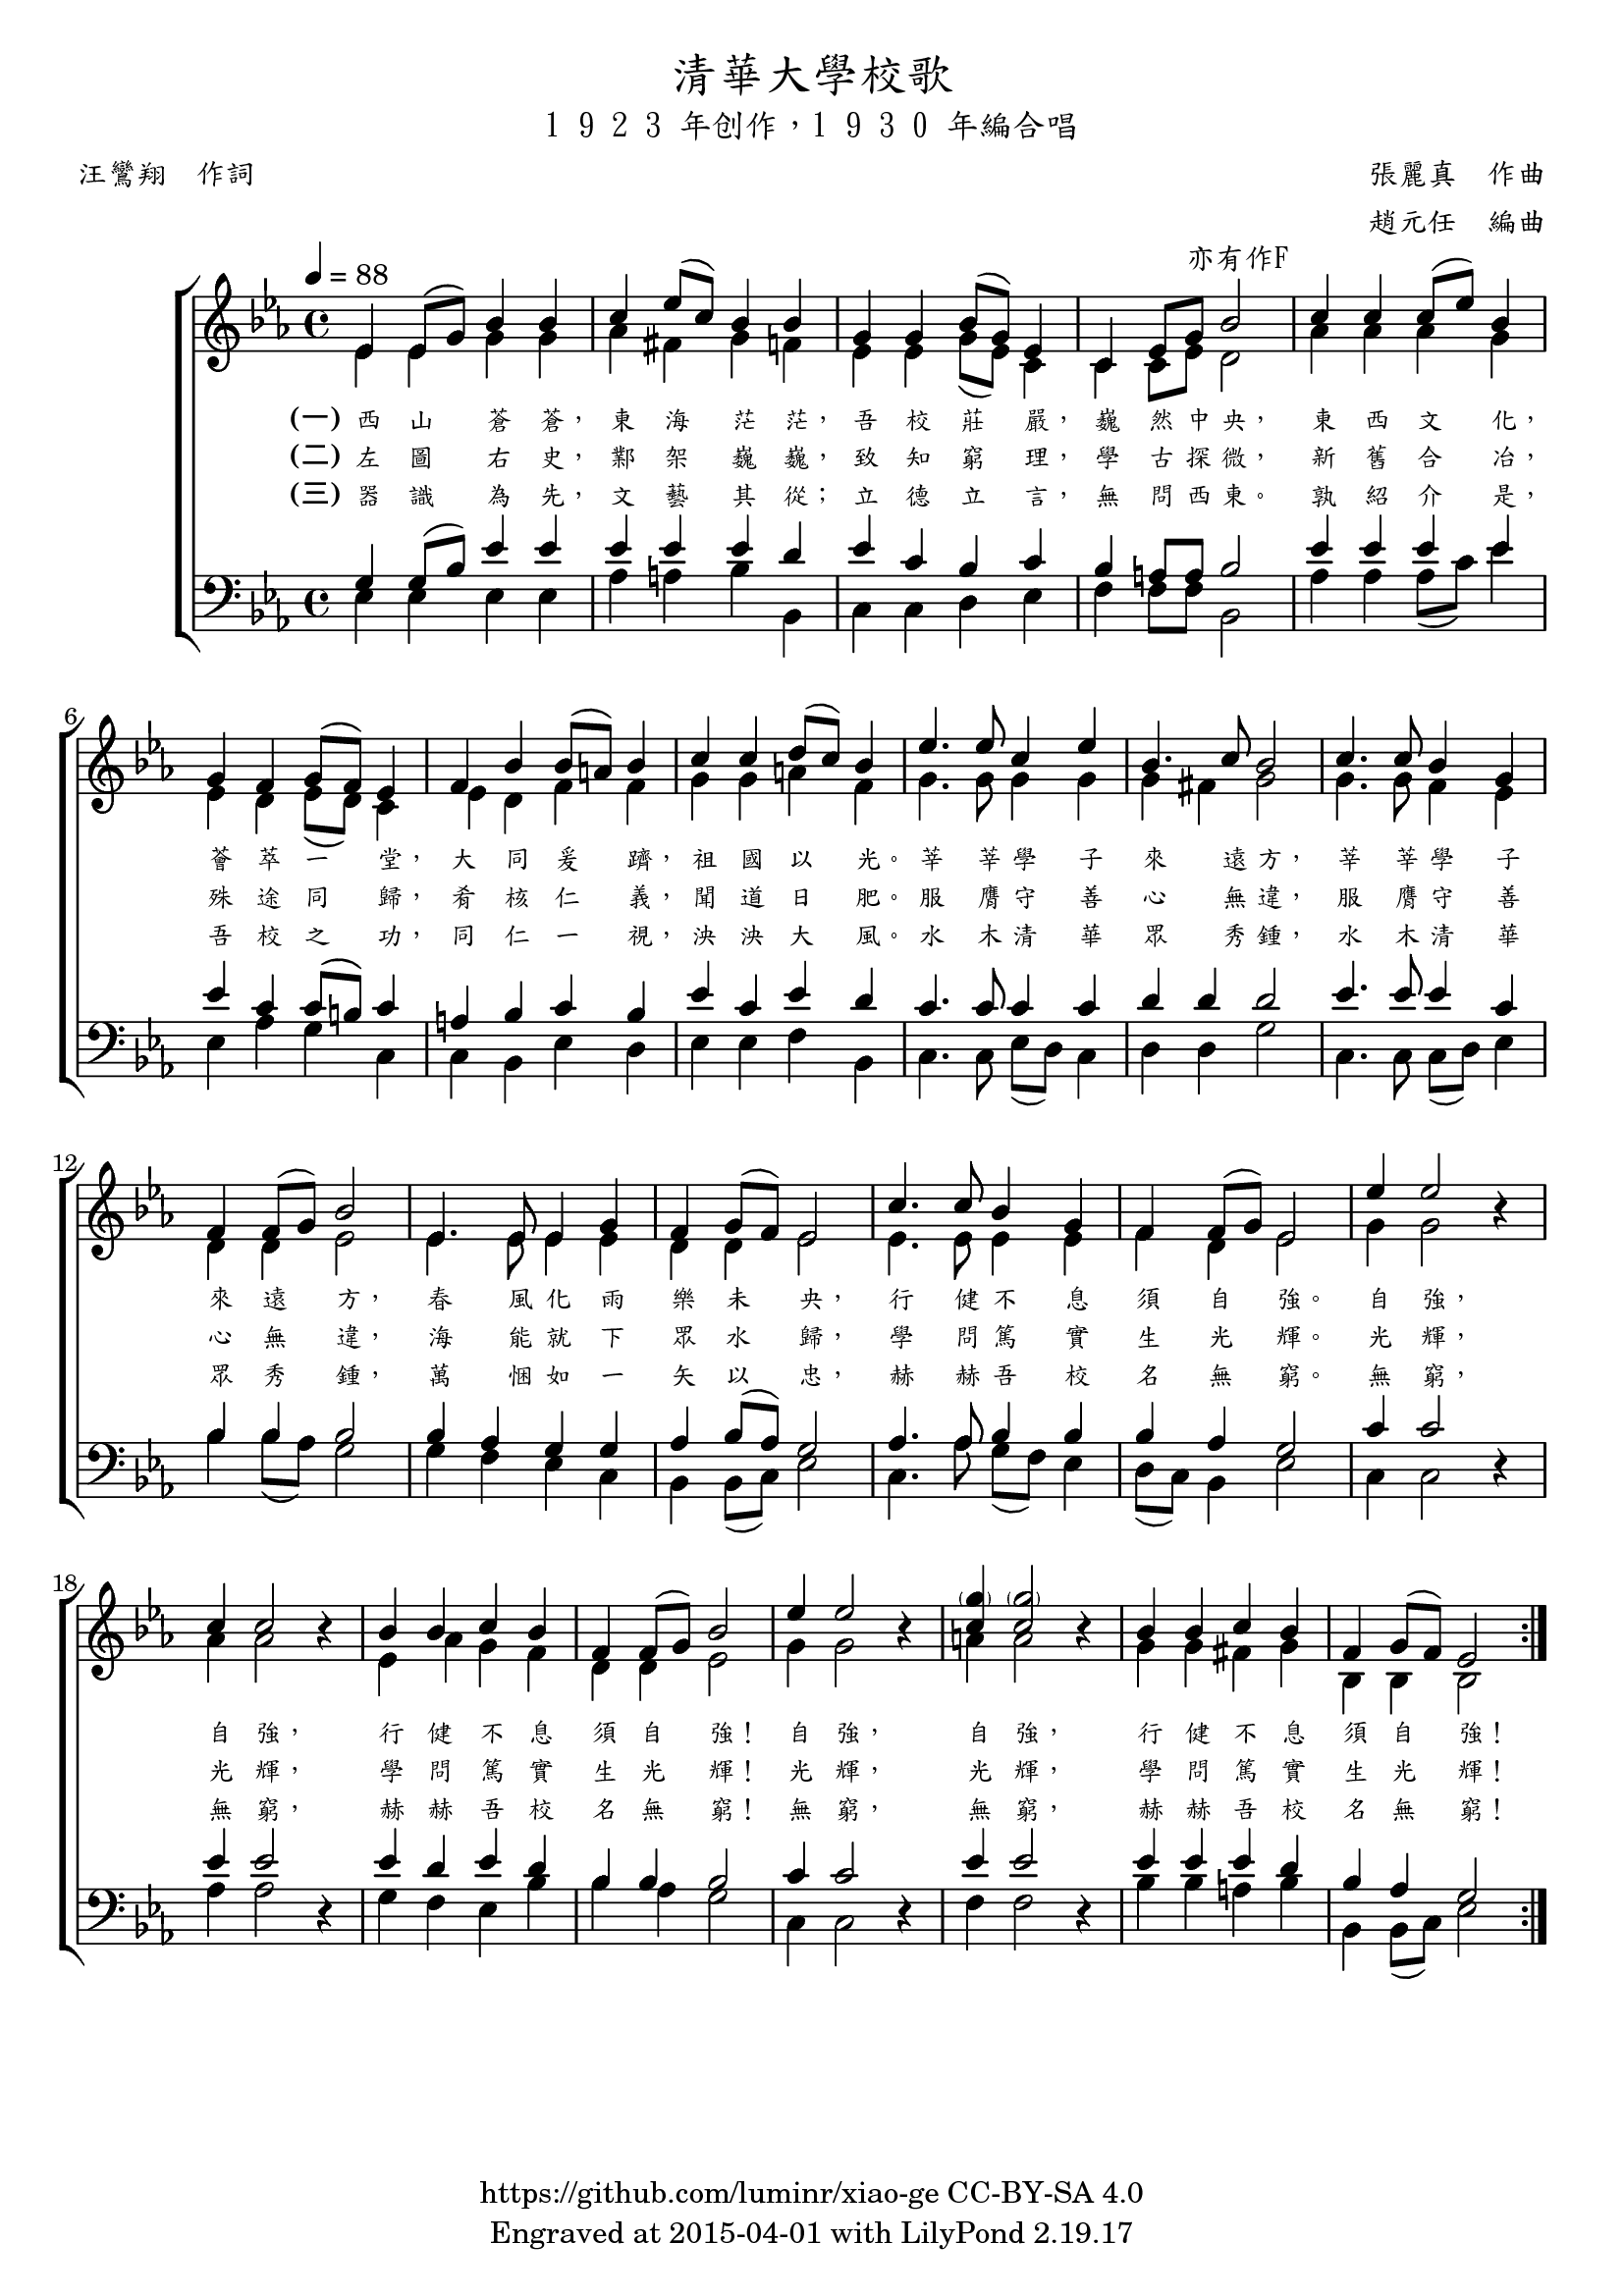 清華大學校歌
1923 年创作，1930 年編合唱
汪鸞翔　作詞
張麗真　作曲
趙元任　編曲
亦有作F
♩ = 88
(一) 西 山 蒼 蒼， 東 海 茫 茫， 吾 校 莊 嚴， 巍 然 中 央， 東 西 文 化，
(二) 左 圖 右 史， 鄴 架 巍 巍， 致 知 窮 理， 學 古 探 微， 新 舊 合 冶，
(三) 器 識 為 先， 文 藝 其 從； 立 德 立 言， 無 問 西 東。 孰 紹 介 是，
6
薈 萃 一 堂， 大 同 爰 躋， 祖 國 以 光。 莘 莘 學 子 來 遠 方， 莘 莘 學 子
殊 途 同 歸， 肴 核 仁 義， 聞 道 日 肥。 服 膺 守 善 心 無 違， 服 膺 守 善
吾 校 之 功， 同 仁 一 視， 泱 泱 大 風。 水 木 清 華 眾 秀 鍾， 水 木 清 華
12
來 遠 方， 春 風 化 雨 樂 未 央， 行 健 不 息 須 自 強。 自 強，
心 無 違， 海 能 就 下 眾 水 歸， 學 問 篤 實 生 光 輝。 光 輝，
眾 秀 鍾， 萬 悃 如 一 矢 以 忠， 赫 赫 吾 校 名 無 窮。 無 窮，
18
自 強， 行 健 不 息 須 自 強！ 自 強， 自 強， 行 健 不 息 須 自 強！
光 輝， 學 問 篤 實 生 光 輝！ 光 輝， 光 輝， 學 問 篤 實 生 光 輝！
無 窮， 赫 赫 吾 校 名 無 窮！ 無 窮， 無 窮， 赫 赫 吾 校 名 無 窮！
https://github.com/luminr/xiao-ge CC-BY-SA 4.0
Engraved at 2015-04-01 with LilyPond 2.19.17